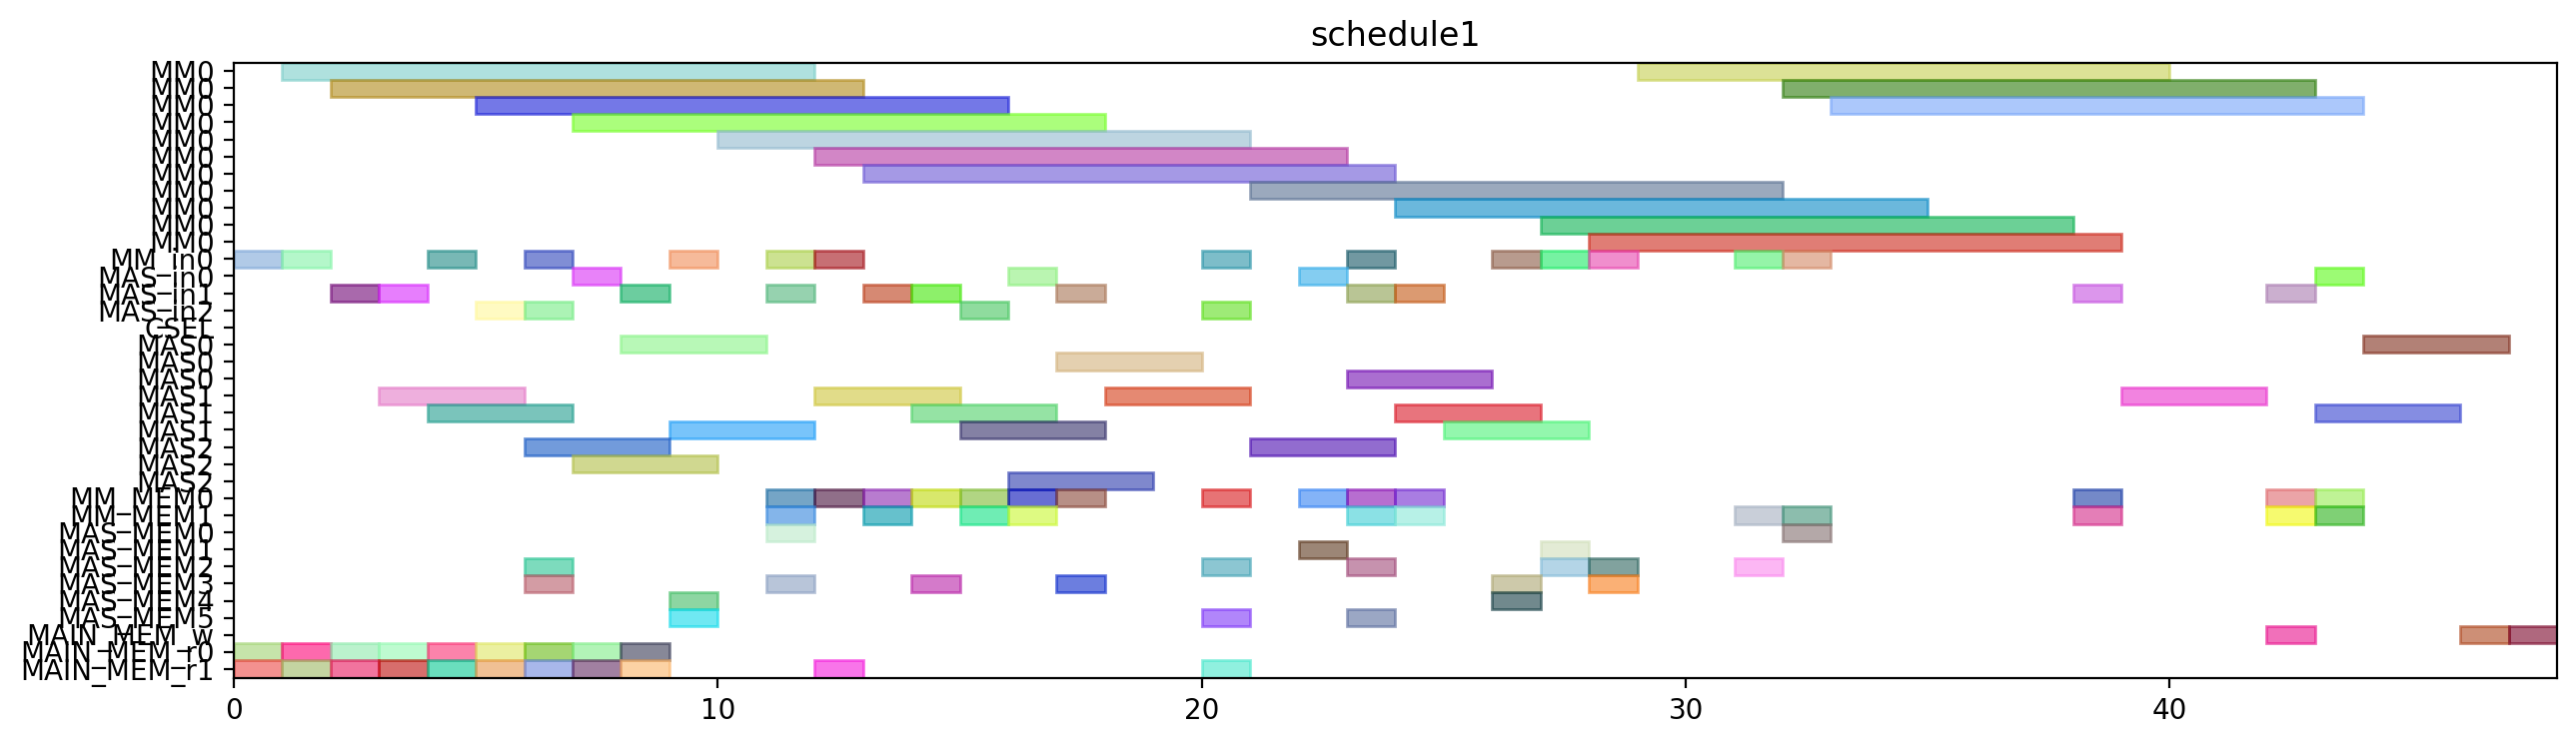 schedule1
MM0
MM0
MM0
MM0
MM0
MM0
MM0
MM0
MM0
MM0
MM0
MM_in0
MAS_in0
MAS_in1
MAS_in2
CSEL
MAS0
MAS0
MAS0
MAS1
MAS1
MAS1
MAS2
MAS2
MAS2
MM_MEM0
MM_MEM1
MAS_MEM0
MAS_MEM1
MAS_MEM2
MAS_MEM3
MAS_MEM4
MAS_MEM5
MAIN_MEM_w
MAIN_MEM_r0
MAIN_MEM_r1
0 10 20 30 40